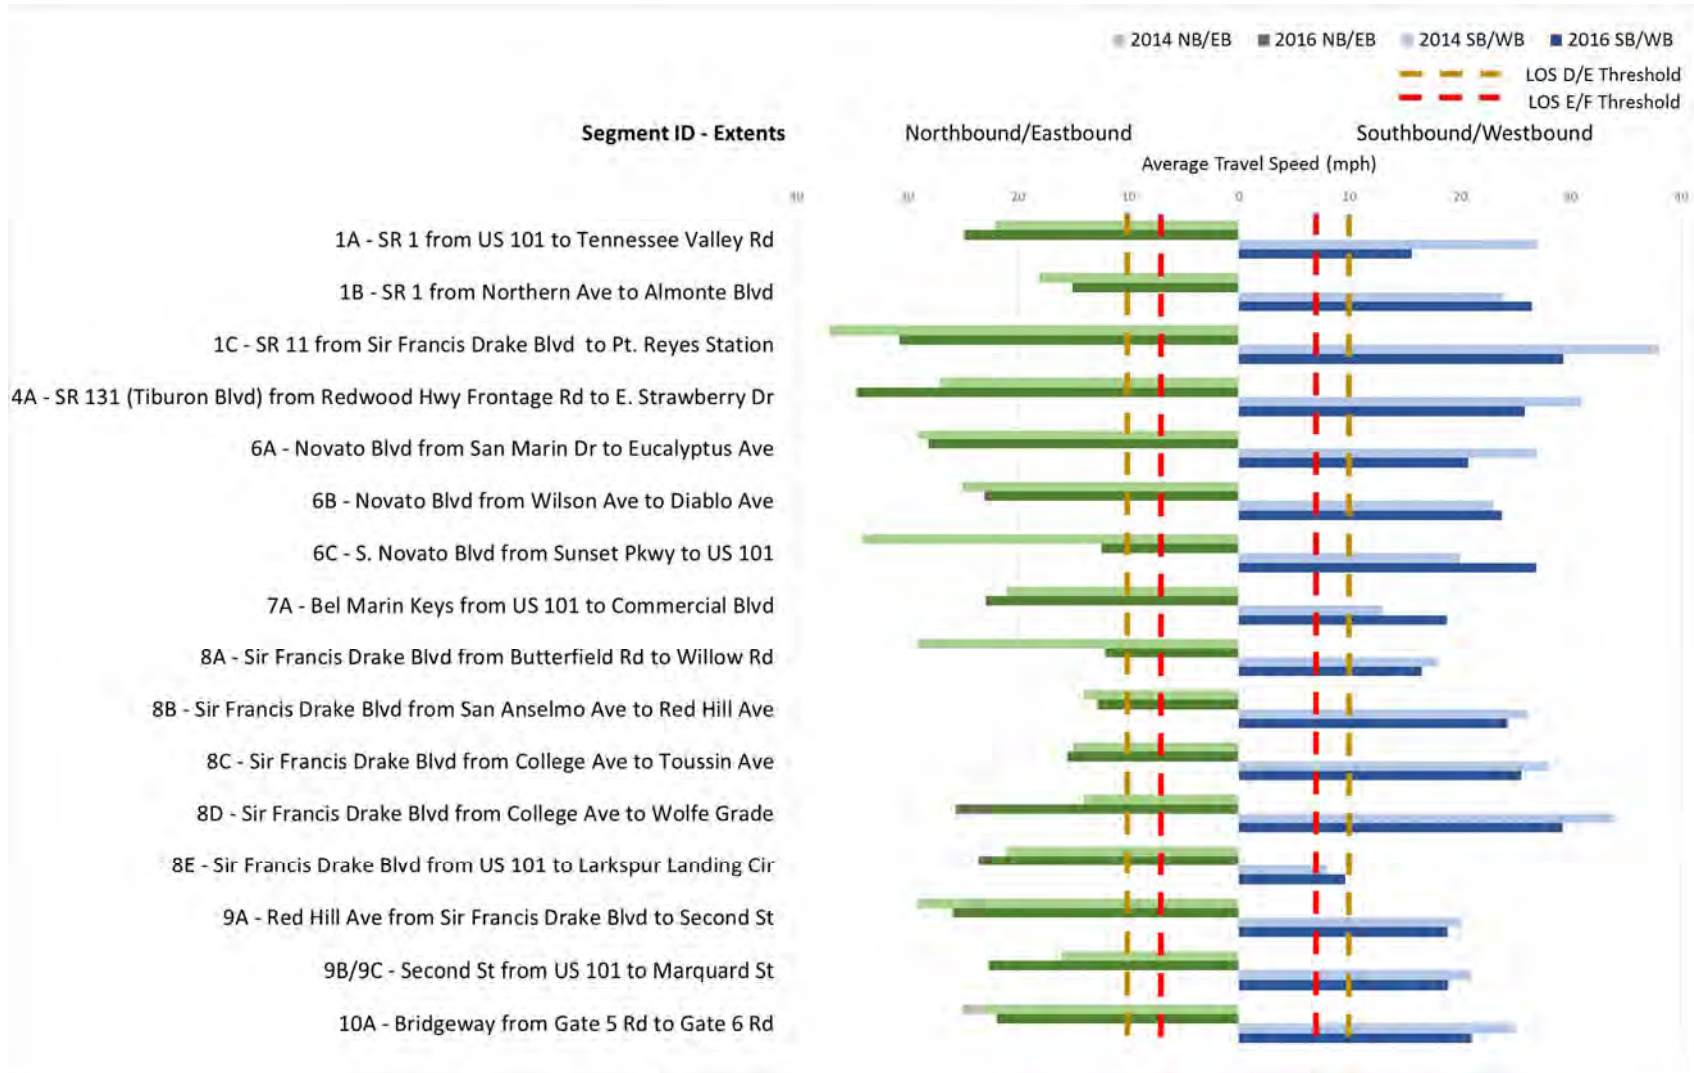 2014 NB/EB 2016 NB/EB 2014 SB/WB 2016 SB/WB
LOS D/E Threshold
LOS E/F Threshold
Segment ID - Extents Northbound/Eastbound Southbound/Westbound
Average Travel Speed (mph)
40 30 20 10 0 10 20 30 40
1A - SR 1 from US 101 to Tennessee Valley Rd
1B - SR 1 from Northern Ave to Almonte Blvd
1C - SR 11 from Sir Francis Drake Blvd to Pt. Reyes Station
4A - SR 131 (Tiburon Blvd) from Redwood Hwy Frontage Rd to E. Strawberry Dr
6A - Novato Blvd from San Marin Dr to Eucalyptus Ave
6B - Novato Blvd from Wilson Ave to Diablo Ave
6C - S. Novato Blvd from Sunset Pkwy to US 101
7A - Bel Marin Keys from US 101 to Commercial Blvd
8A - Sir Francis Drake Blvd from Butterfield Rd to Willow Rd
8B - Sir Francis Drake Blvd from San Anselmo Ave to Red Hill Ave
8C - Sir Francis Drake Blvd from College Ave to Toussin Ave
8D - Sir Francis Drake Blvd from College Ave to Wolfe Grade
8E - Sir Francis Drake Blvd from US 101 to Larkspur Landing Cir
9A - Red Hill Ave from Sir Francis Drake Blvd to Second St
9B/9C - Second St from US 101 to Marquard St
10A - Bridgeway from Gate 5 Rd to Gate 6 Rd